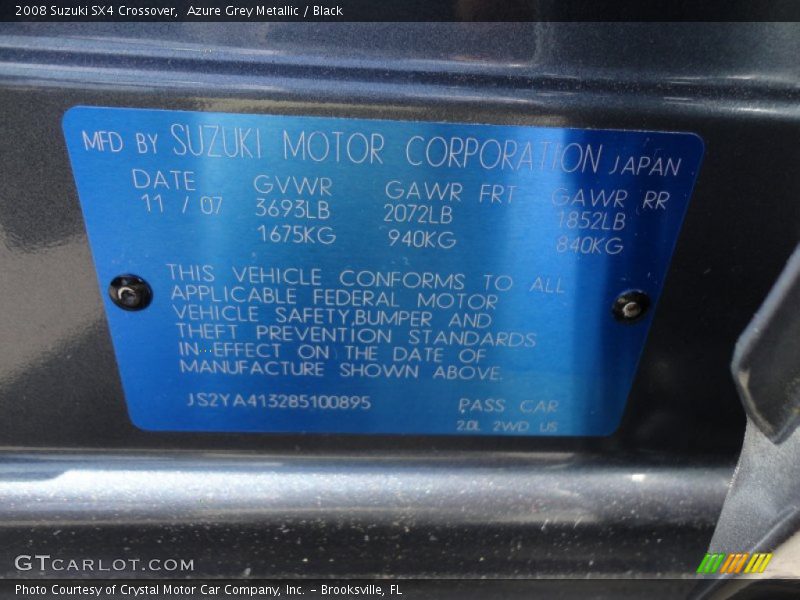 2008 Suzuki SX4 Crossover, Azure Grey Metallic / Black
MFD BY SUZUKI MOTOR CORPORATION JAPAN
DATE GVWR GAWR FRT GAWR RR
11 / 07 3693LB 2072LB 1852LB
1675KG 940KG 840KG
THIS VEHICLE CONFORMS TO ALL
APPLICABLE FEDERAL MOTOR
VEHICLE SAFETY,BUMPER AND
THEFT PREVENTION STANDARDS
IN EFFECT ON THE DATE OF
MANUFACTURE SHOWN ABOVE.
JS2YA413285100895 PASS CAR
2.0L 2WD US
GTCARLOT.COM
Photo Courtesy of Crystal Motor Car Company, Inc. – Brooksville, FL